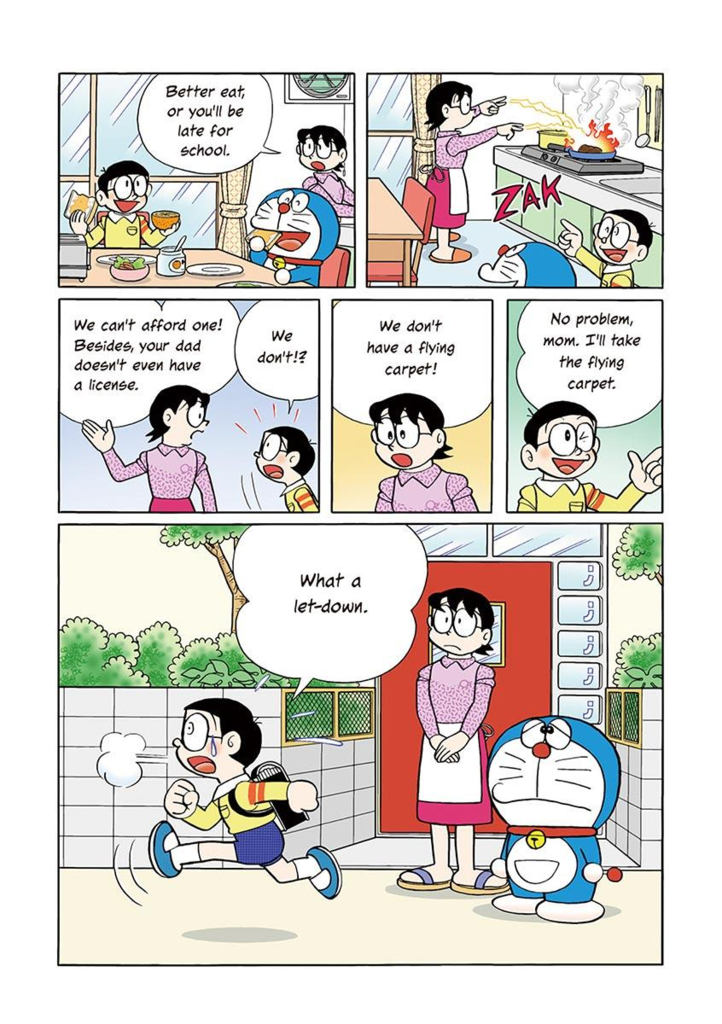 ZAK
Better eat,
or you'll be
late for
school.
No problem,
mom. I'll take
the flying
carpet.
We don't
have a flying
carpet!
We
don't!?
We can't afford one!
Besides, your dad
doesn't even have
a license.
What a
let-down.